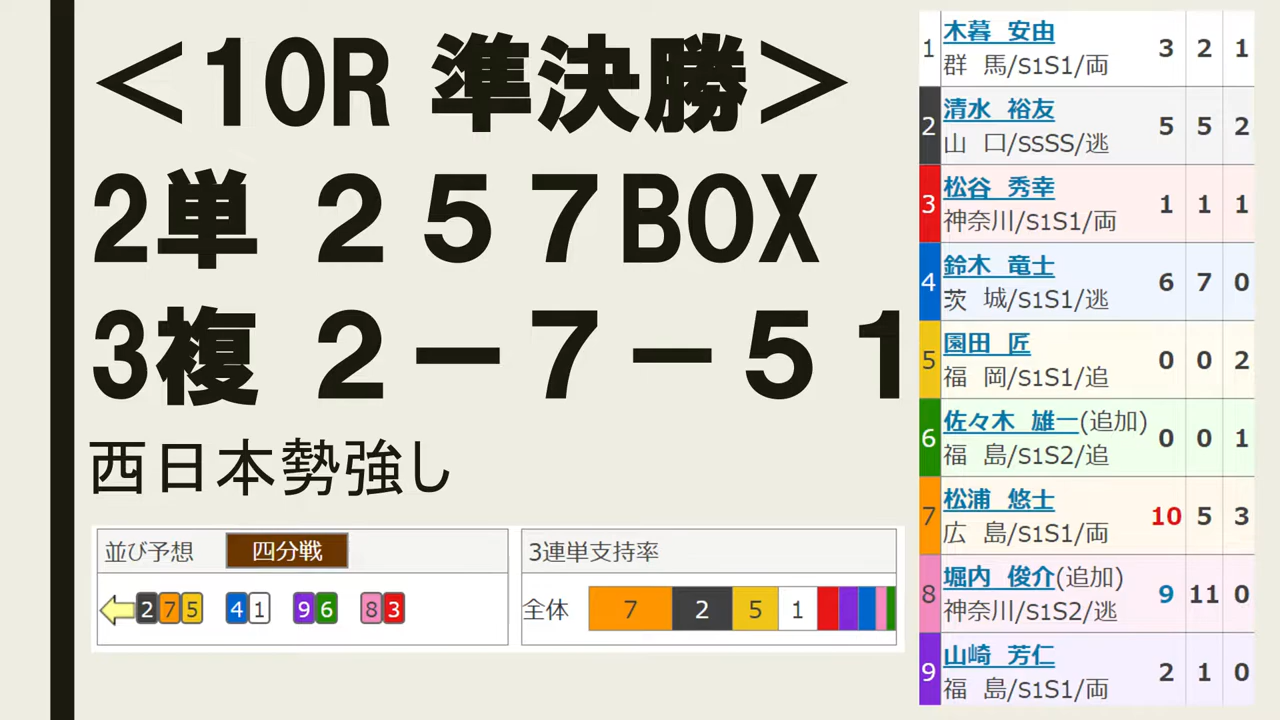 ＜10R 準決勝＞
2単 ２５７BOX
3複 ２－７－５１
西日本勢強し
並び予想 四分戦
2 7 5 4 1 9 6 8 3
3連単支持率
全体 7 2 5 1
1 木暮 安由 3 2 1
群 馬/S1S1/両
2 清水 裕友 5 5 2
山 口/SSSS/逃
3 松谷 秀幸 1 1 1
神奈川/S1S1/両
4 鈴木 竜士 6 7 0
茨 城/S1S1/逃
5 園田 匠 0 0 2
福 岡/S1S1/追
6 佐々木 雄一(追加) 0 0 1
福 島/S1S2/追
7 松浦 悠士 10 5 3
広 島/S1S1/両
8 堀内 俊介(追加) 9 11 0
神奈川/S1S2/逃
9 山崎 芳仁 2 1 0
福 島/S1S1/両